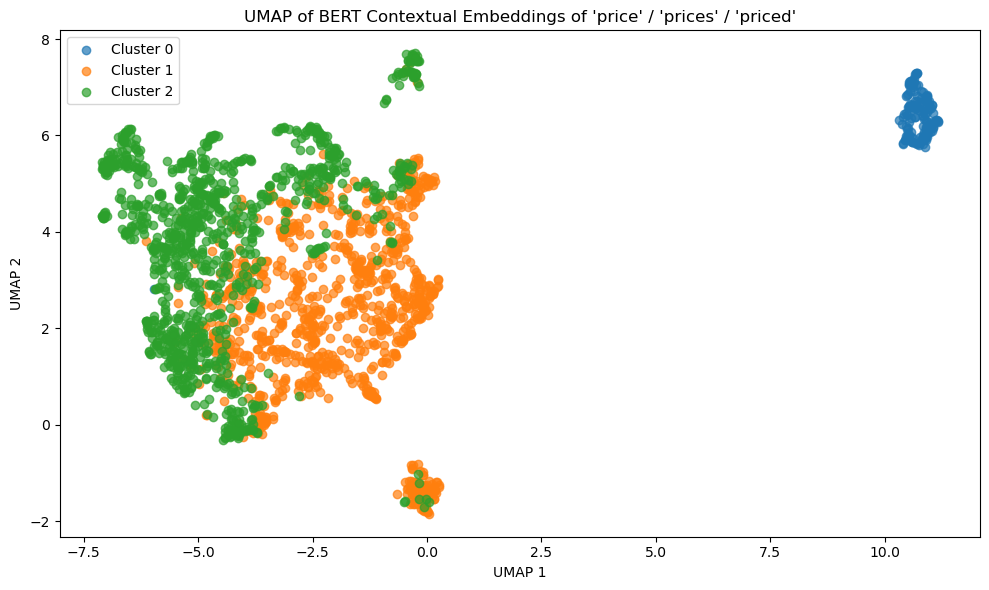 UMAP of BERT Contextual Embeddings of 'price' / 'prices' / 'priced'
Cluster 0
Cluster 1
Cluster 2
8
6
4
2
0
−2
UMAP 2
−7.5
−5.0
−2.5
0.0
2.5
5.0
7.5
10.0
UMAP 1